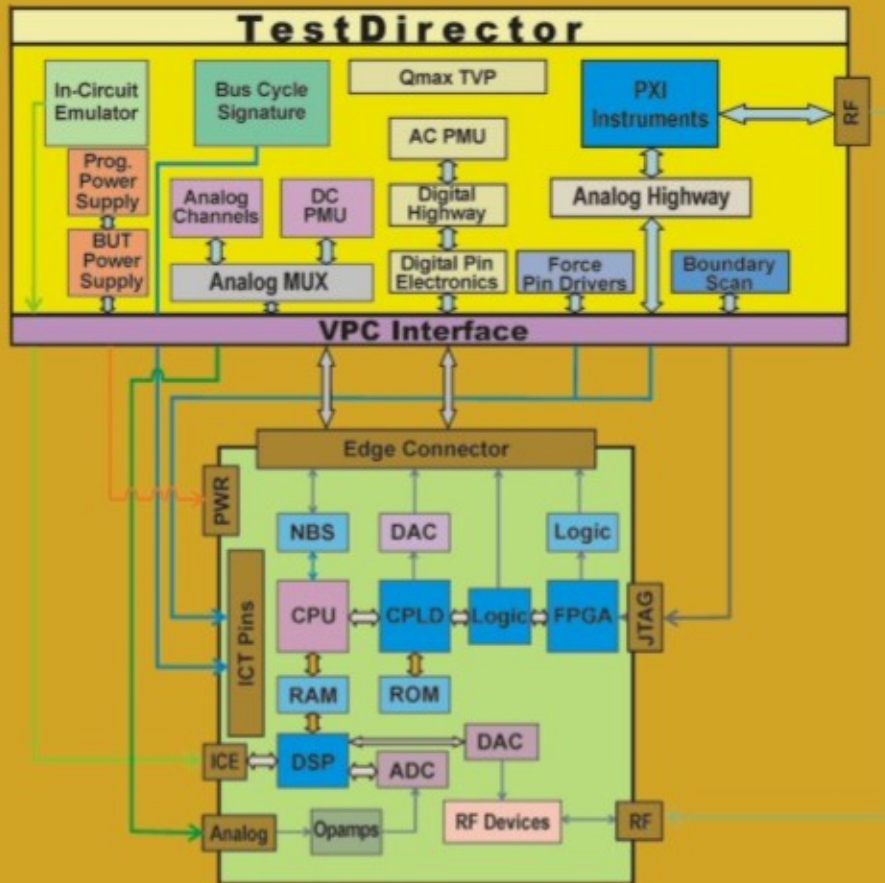 TestDirector
In-Circuit
Emulator
Bus Cycle
Signature
Qmax TVP
PXI
Instruments
RF
AC PMU
Prog.
Power
Supply
Analog
Channels
DC
PMU
Digital
Highway
Analog Highway
BUT
Power
Supply
Analog MUX
Digital Pin
Electronics
Force
Pin Drivers
Boundary
Scan
VPC Interface
Edge Connector
PWR
NBS
DAC
Logic
ICT Pins
CPU
CPLD
Logic
FPGA
JTAG
RAM
ROM
ICE
DSP
DAC
ADC
Analog
Opamps
RF Devices
RF